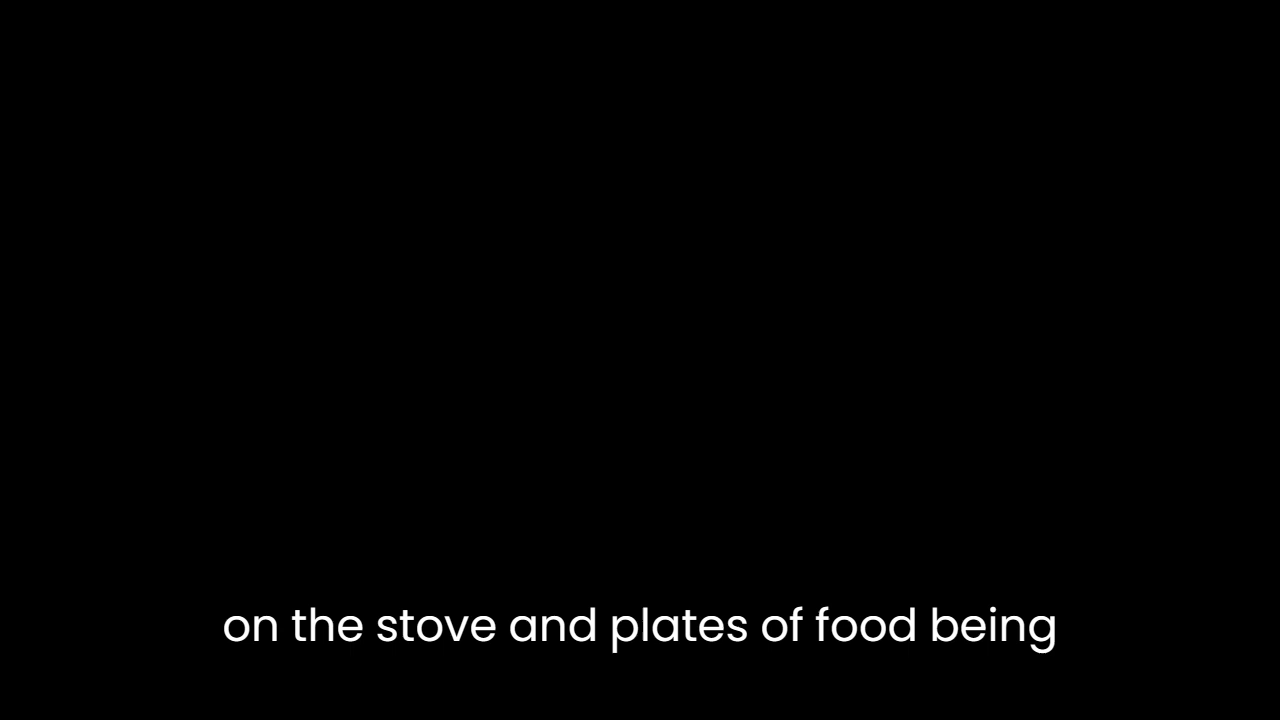 on the stove and plates of food being